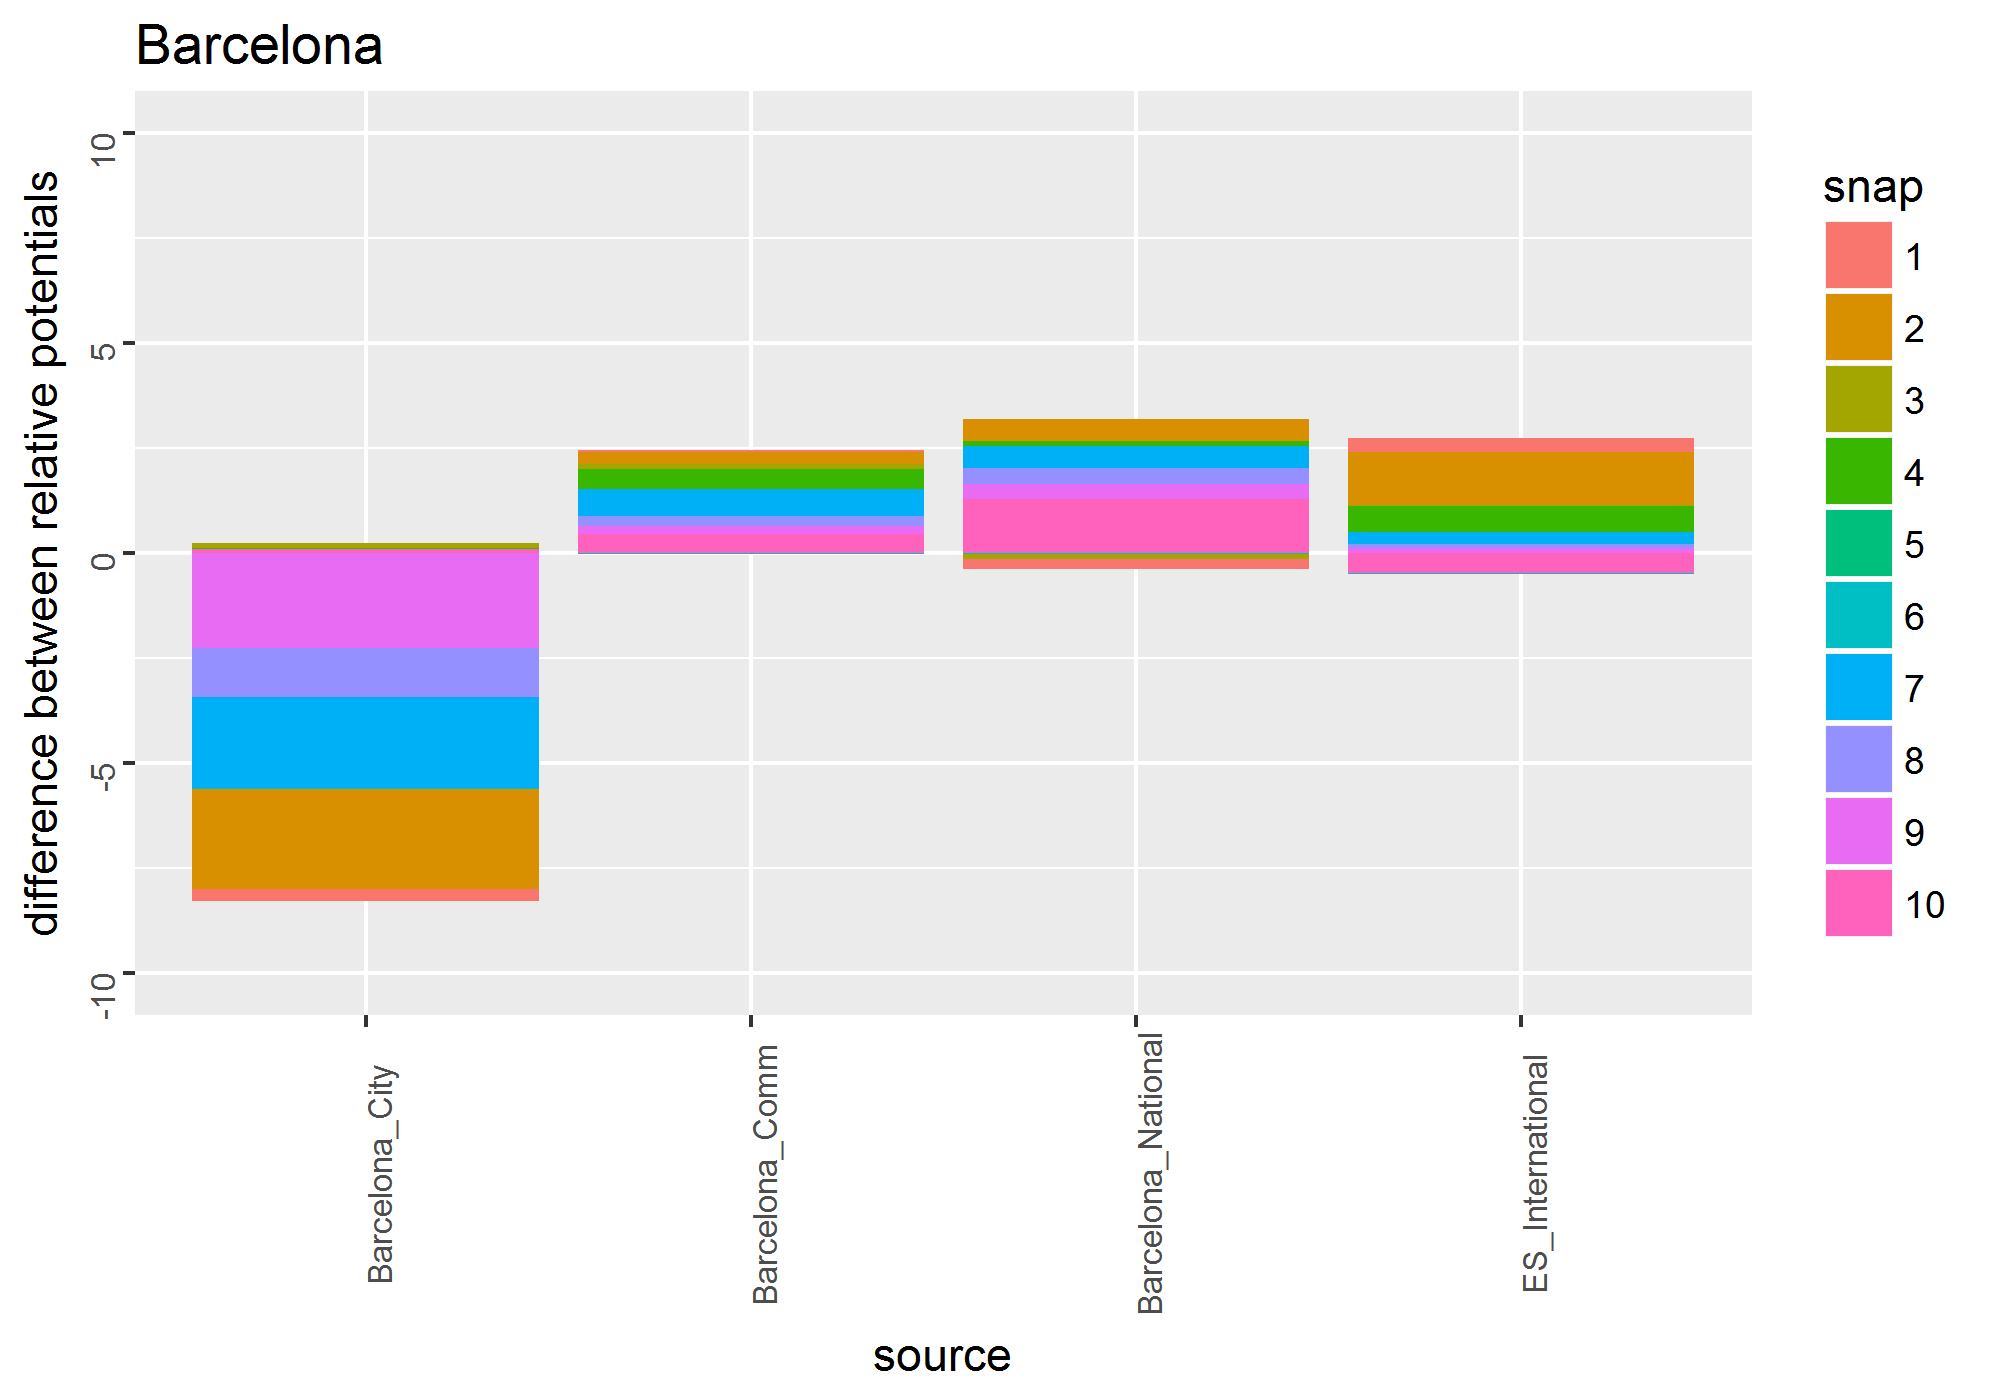 Barcelona
difference between relative potentials
10
5
0
-5
-10
Barcelona_City
Barcelona_Comm
Barcelona_National
ES_International
source
snap
1
2
3
4
5
6
7
8
9
10